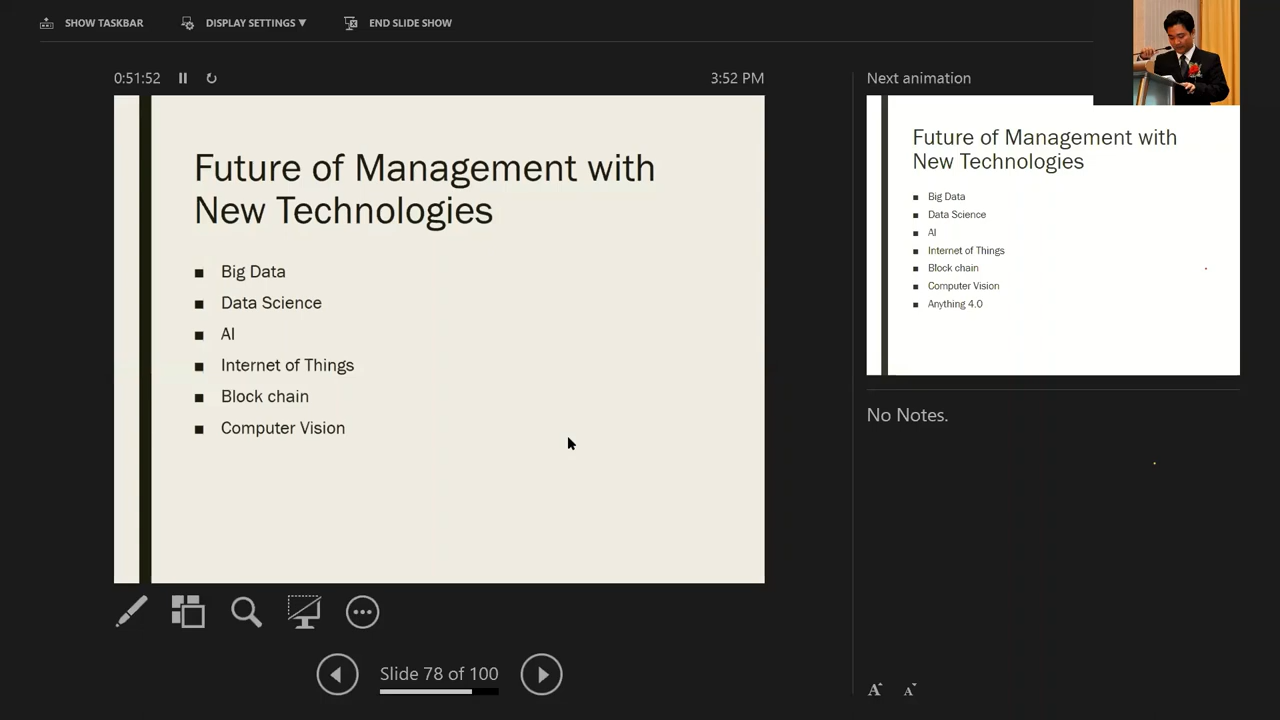 SHOW TASKBAR
DISPLAY SETTINGS ▼
END SLIDE SHOW
0:51:52
3:52 PM
Future of Management with
New Technologies
■ Big Data
■ Data Science
■ AI
■ Internet of Things
■ Block chain
■ Computer Vision
Slide 78 of 100
Next animation
Future of Management with
New Technologies
■ Big Data
■ Data Science
■ AI
■ Internet of Things
■ Block chain
■ Computer Vision
■ Anything 4.0
No Notes.
A A